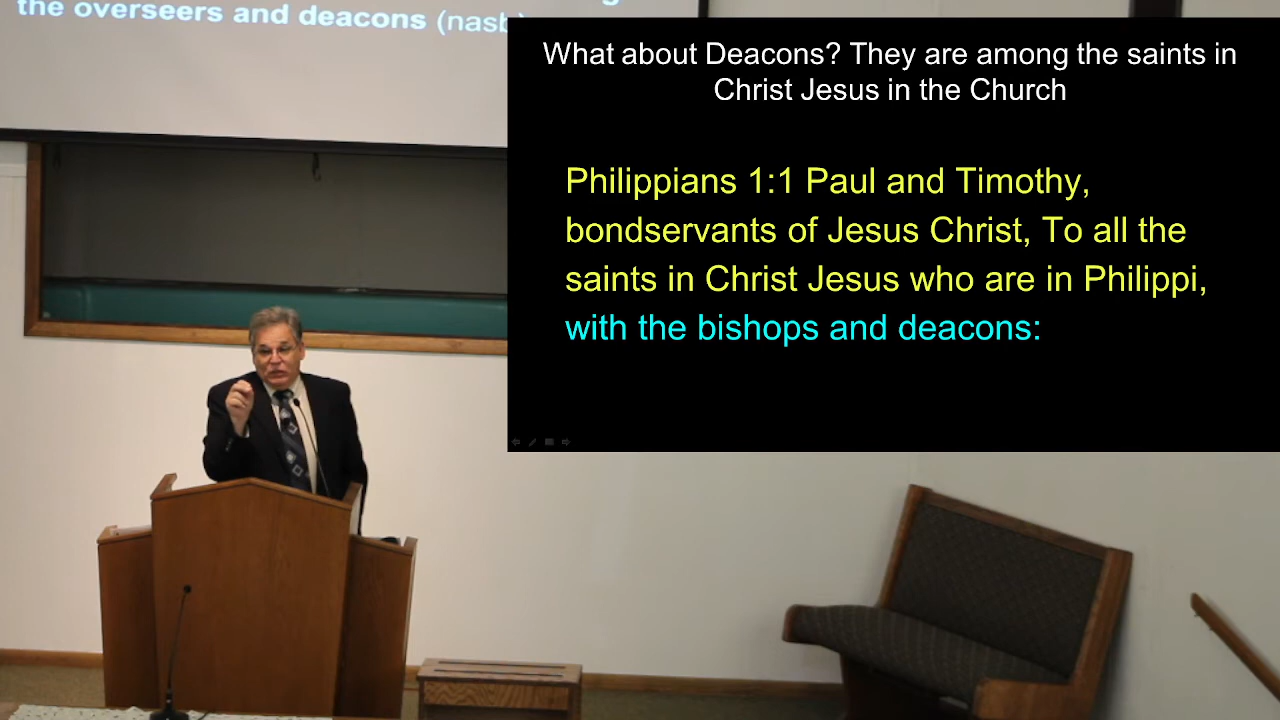 the overseers and deacons (nasb)
What about Deacons? They are among the saints in
Christ Jesus in the Church
Philippians 1:1 Paul and Timothy,
bondservants of Jesus Christ, To all the
saints in Christ Jesus who are in Philippi,
with the bishops and deacons: